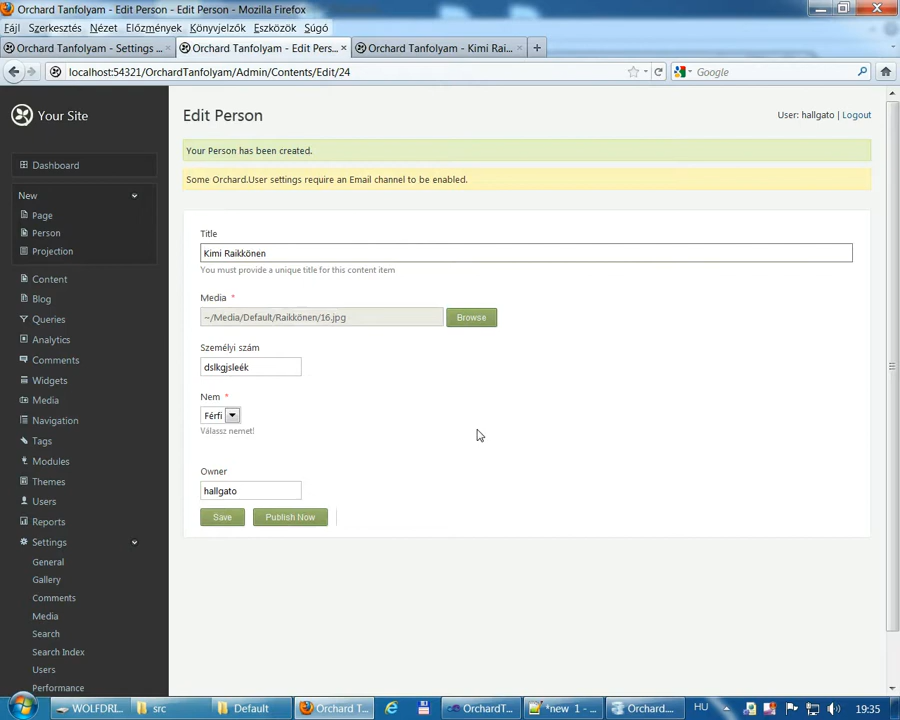 Orchard Tanfolyam - Edit Person - Edit Person - Mozilla Firefox
Fájl Szerkesztés Nézet Előzmények Könyvjelzők Eszközök Súgó
Orchard Tanfolyam - Settings ... × Orchard Tanfolyam - Edit Pers... × Orchard Tanfolyam - Kimi Rai... × +
localhost:54321/OrchardTanfolyam/Admin/Contents/Edit/24 Google
Your Site
Edit Person
User: hallgato | Logout
Your Person has been created.
Some Orchard.User settings require an Email channel to be enabled.
Dashboard
New
Page
Person
Projection
Content
Blog
Queries
Analytics
Comments
Widgets
Media
Navigation
Tags
Modules
Themes
Users
Reports
Settings
General
Gallery
Comments
Media
Search
Search Index
Users
Performance
Title
Kimi Raikkönen
You must provide a unique title for this content item
Media *
~/Media/Default/Raikkönen/16.jpg Browse
Személyi szám
dslkgjsleék
Nem *
Férfi
Válassz nemet!
Owner
hallgato
Save Publish Now
WOLFDRI... src Default Orchard T... OrchardT... *new 1 - ... Orchard.... HU 19:35